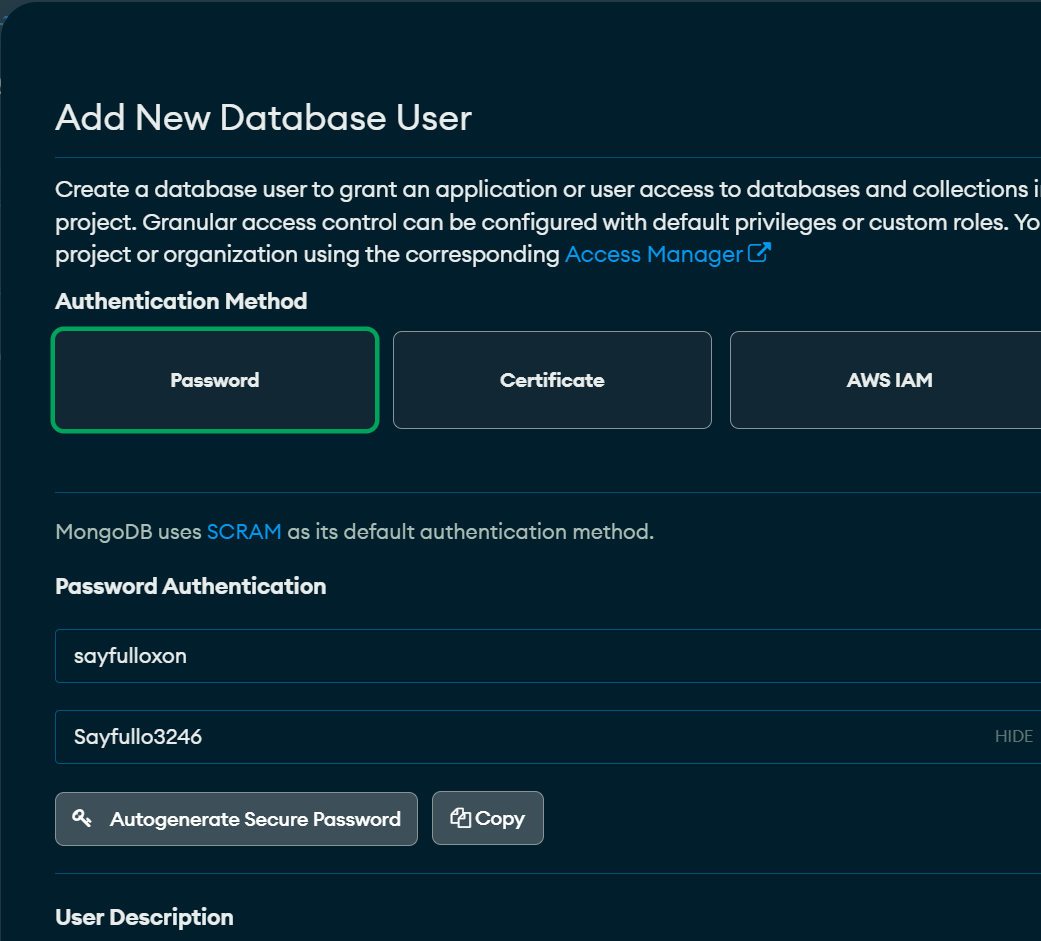 Add New Database User
Create a database user to grant an application or user access to databases and collections
project. Granular access control can be configured with default privileges or custom roles.
project or organization using the corresponding Access Manager
Authentication Method
Password
Certificate
AWS IAM
MongoDB uses SCRAM as its default authentication method.
Password Authentication
sayfulloxon
Sayfullo3246
HIDE
Autogenerate Secure Password
Copy
User Description